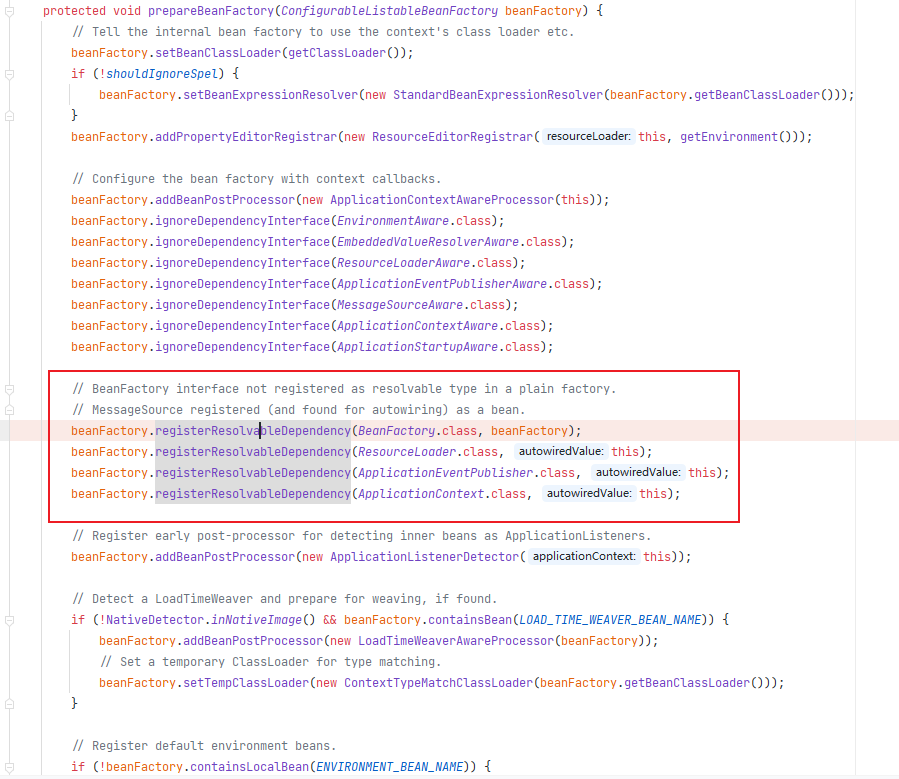 protected void prepareBeanFactory(ConfigurableListableBeanFactory beanFactory) {
// Tell the internal bean factory to use the context's class loader etc.
beanFactory.setBeanClassLoader(getClassLoader());
if (!shouldIgnoreSpel) {
beanFactory.setBeanExpressionResolver(new StandardBeanExpressionResolver(beanFactory.getBeanClassLoader()));
}
beanFactory.addPropertyEditorRegistrar(new ResourceEditorRegistrar( resourceLoader: this, getEnvironment()));
// Configure the bean factory with context callbacks.
beanFactory.addBeanPostProcessor(new ApplicationContextAwareProcessor(this));
beanFactory.ignoreDependencyInterface(EnvironmentAware.class);
beanFactory.ignoreDependencyInterface(EmbeddedValueResolverAware.class);
beanFactory.ignoreDependencyInterface(ResourceLoaderAware.class);
beanFactory.ignoreDependencyInterface(ApplicationEventPublisherAware.class);
beanFactory.ignoreDependencyInterface(MessageSourceAware.class);
beanFactory.ignoreDependencyInterface(ApplicationContextAware.class);
beanFactory.ignoreDependencyInterface(ApplicationStartupAware.class);
// BeanFactory interface not registered as resolvable type in a plain factory.
// MessageSource registered (and found for autowiring) as a bean.
beanFactory.registerResolvableDependency(BeanFactory.class, beanFactory);
beanFactory.registerResolvableDependency(ResourceLoader.class, autowiredValue: this);
beanFactory.registerResolvableDependency(ApplicationEventPublisher.class, autowiredValue: this);
beanFactory.registerResolvableDependency(ApplicationContext.class, autowiredValue: this);
// Register early post-processor for detecting inner beans as ApplicationListeners.
beanFactory.addBeanPostProcessor(new ApplicationListenerDetector( applicationContext: this));
// Detect a LoadTimeWeaver and prepare for weaving, if found.
if (!NativeDetector.inNativeImage() && beanFactory.containsBean(LOAD_TIME_WEAVER_BEAN_NAME)) {
beanFactory.addBeanPostProcessor(new LoadTimeWeaverAwareProcessor(beanFactory));
// Set a temporary ClassLoader for type matching.
beanFactory.setTempClassLoader(new ContextTypeMatchClassLoader(beanFactory.getBeanClassLoader()));
}
// Register default environment beans.
if (!beanFactory.containsLocalBean(ENVIRONMENT_BEAN_NAME)) {